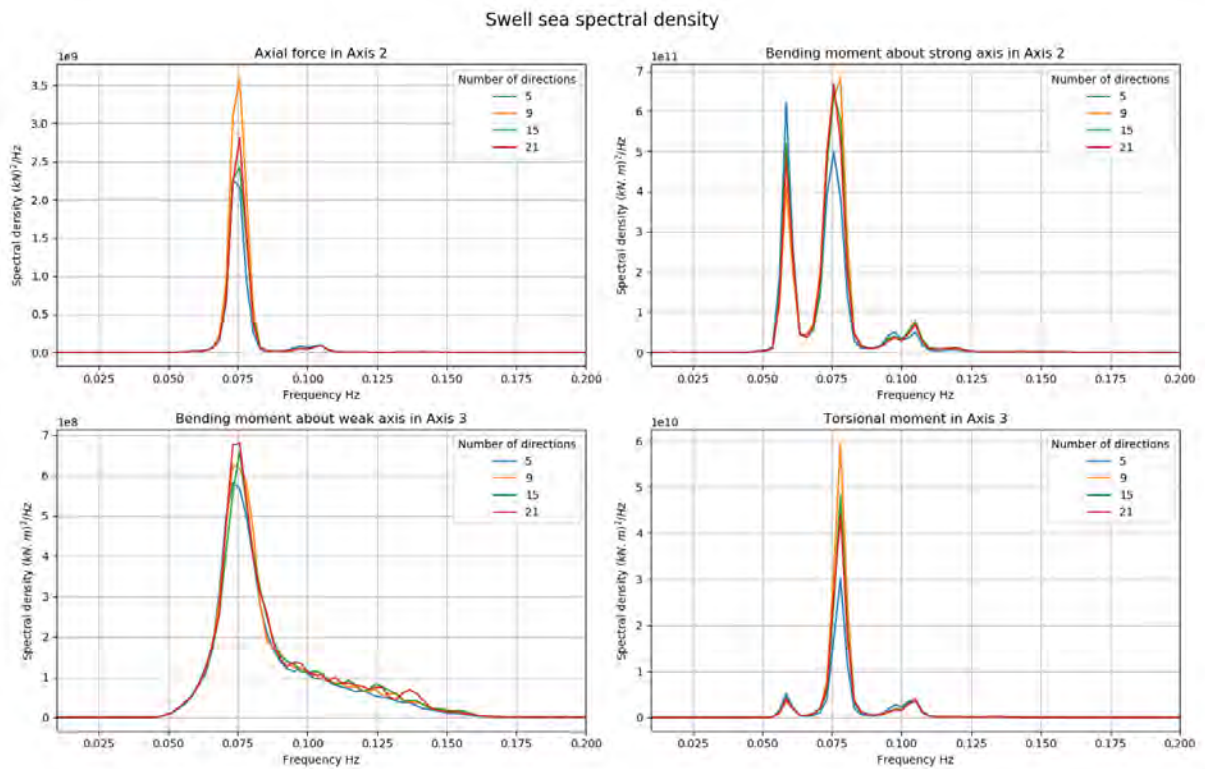 Swell sea spectral density
Axial force in Axis 2
1e9
Spectral density (kN)²/Hz
3.5
3.0
2.5
2.0
1.5
1.0
0.5
0.0
Number of directions
5
9
15
21
0.025 0.050 0.075 0.100 0.125 0.150 0.175 0.200
Frequency Hz
Bending moment about strong axis in Axis 2
1e11
Spectral density (kN. m)²/Hz
7
6
5
4
3
2
1
0
Number of directions
5
9
15
21
0.025 0.050 0.075 0.100 0.125 0.150 0.175 0.200
Frequency Hz
Bending moment about weak axis in Axis 3
1e8
Spectral density (kN. m)²/Hz
7
6
5
4
3
2
1
0
Number of directions
5
9
15
21
0.025 0.050 0.075 0.100 0.125 0.150 0.175 0.200
Frequency Hz
Torsional moment in Axis 3
1e10
Spectral density (kN. m)²/Hz
6
5
4
3
2
1
0
Number of directions
5
9
15
21
0.025 0.050 0.075 0.100 0.125 0.150 0.175 0.200
Frequency Hz